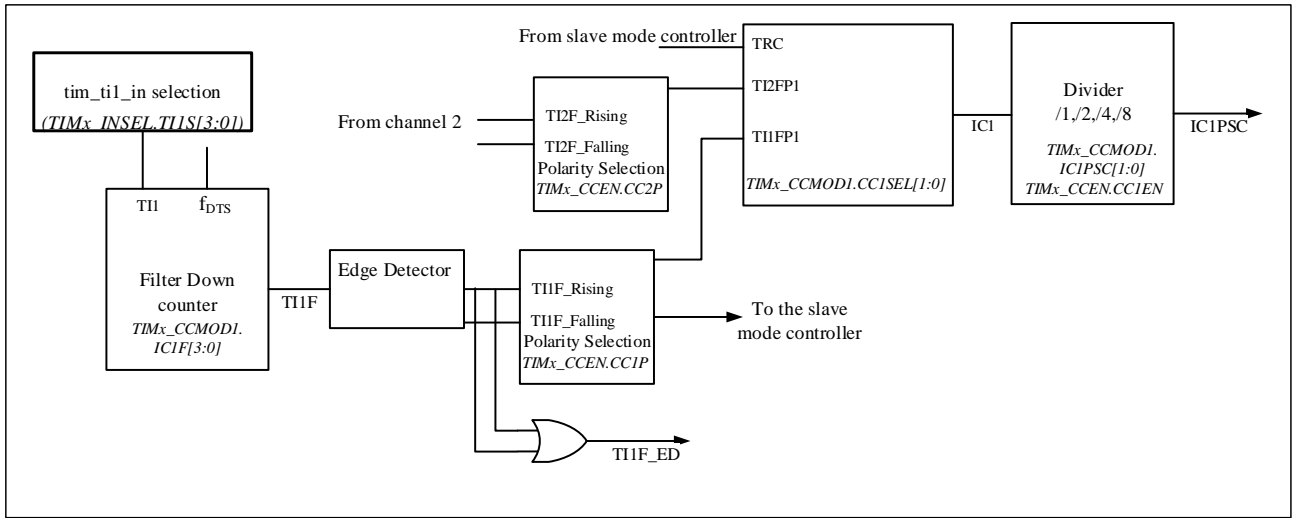 tim_ti1_in selection
(TIMx_INSEL.TI1S[3:0])
TI1
fDTS
Filter Down
counter
TIMx_CCMOD1.
IC1F[3:0]
TI1F
Edge Detector
From channel 2
TI2F_Rising
TI2F_Falling
Polarity Selection
TIMx_CCEN.CC2P
TI1F_Rising
TI1F_Falling
Polarity Selection
TIMx_CCEN.CC1P
TI1F_ED
To the slave
mode controller
From slave mode controller
TRC
TI2FP1
TI1FP1
TIMx_CCMOD1.CC1SEL[1:0]
IC1
Divider
/1,/2,/4,/8
TIMx_CCMOD1.
IC1PSC[1:0]
TIMx_CCEN.CC1EN
IC1PSC